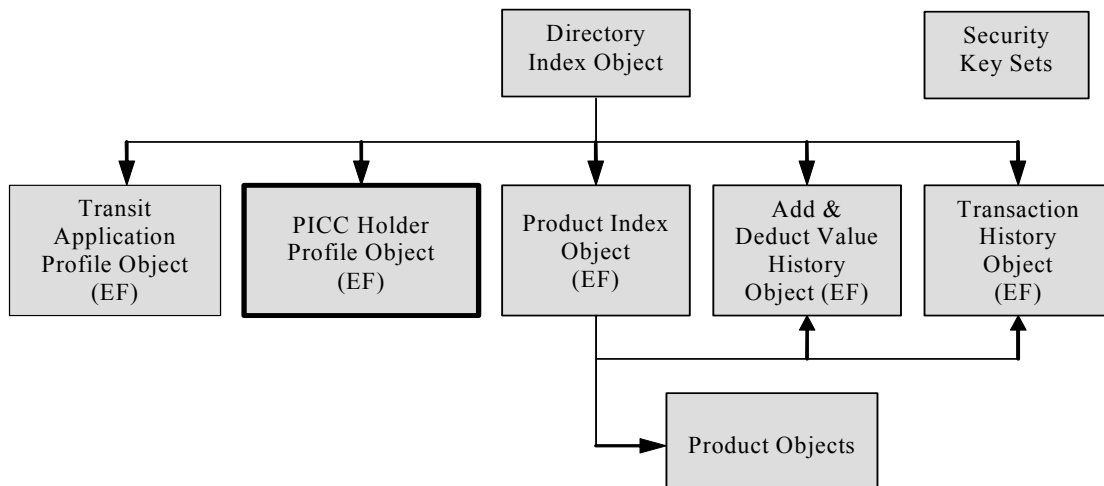 Directory
Index Object
Security
Key Sets
Transit
Application
Profile Object
(EF)
PICC Holder
Profile Object
(EF)
Product Index
Object
(EF)
Add &
Deduct Value
History
Object (EF)
Transaction
History
Object
(EF)
Product Objects